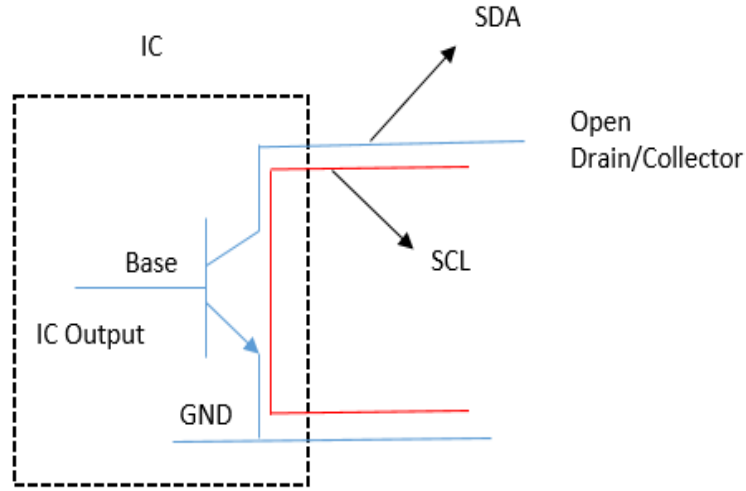 SDA
IC
Open
Drain/Collector
Base
SCL
IC Output
GND